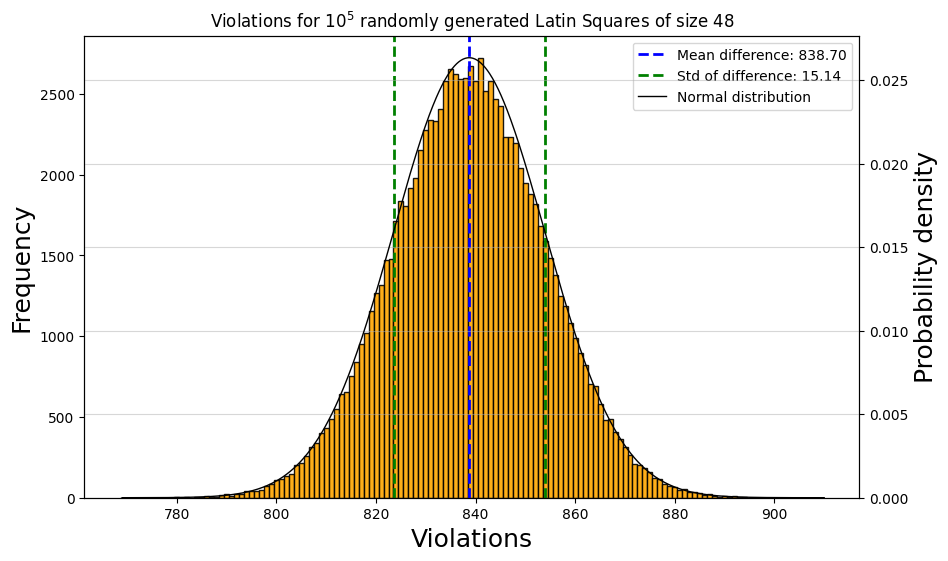 Violations for 10⁵ randomly generated Latin Squares of size 48
Mean difference: 838.70
Std of difference: 15.14
Normal distribution
Frequency
2500
2000
1500
1000
500
0
0.025
0.020
0.015
0.010
0.005
0.000
Probability density
780 800 820 840 860 880 900
Violations